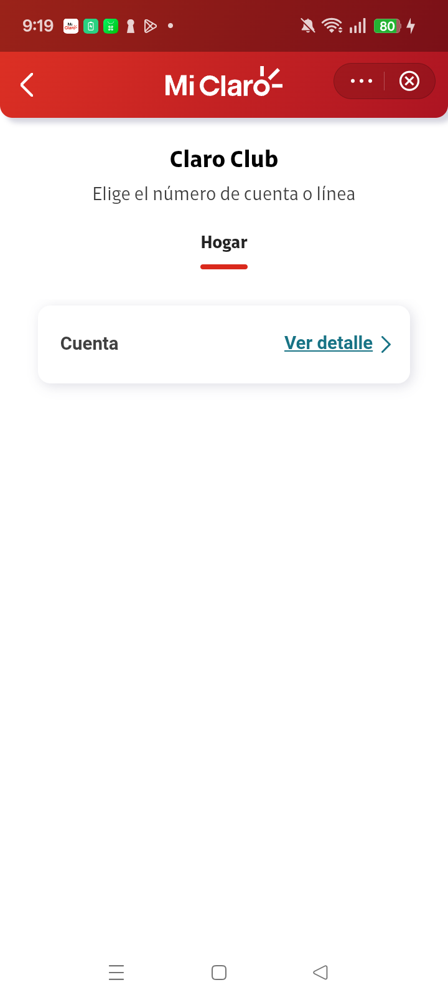 9:19
80
Mi Claro
Claro Club
Elige el número de cuenta o línea
Hogar
Cuenta Ver detalle